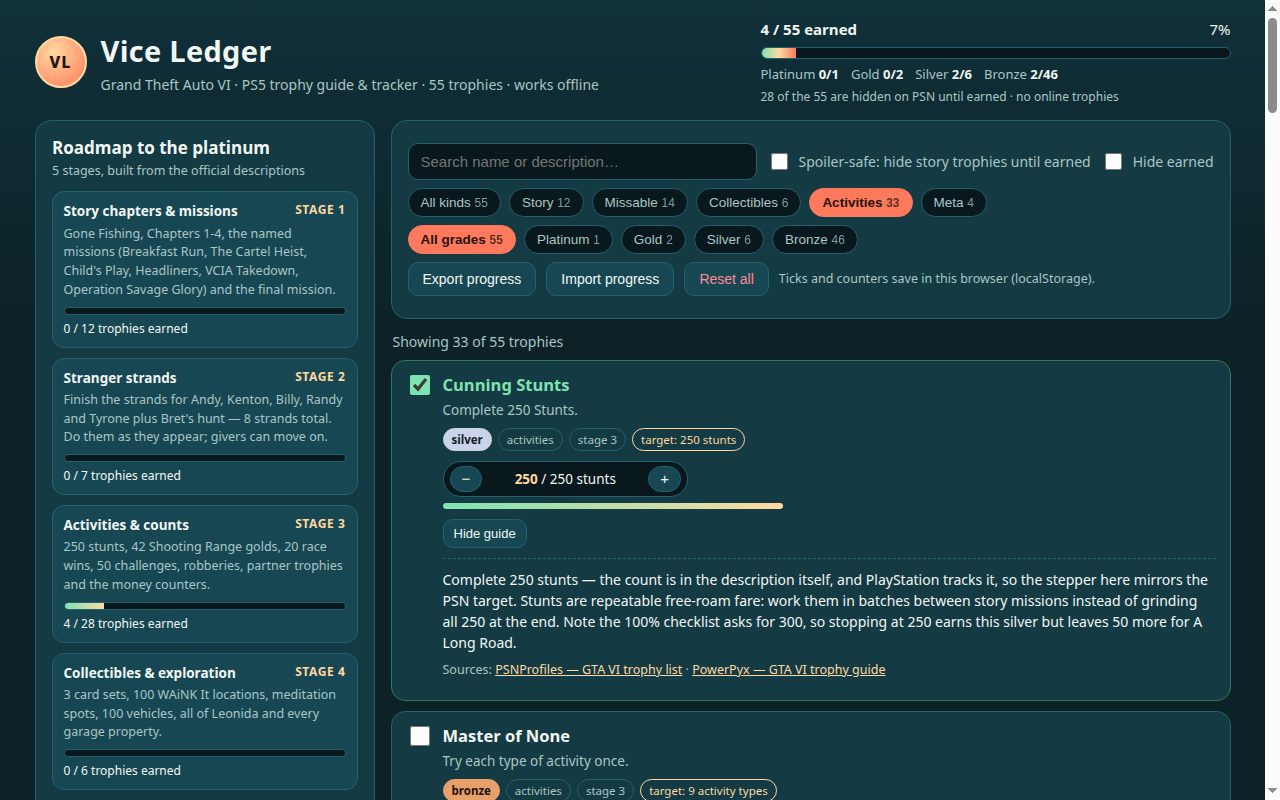 VL
Vice Ledger
Grand Theft Auto VI · PS5 trophy guide & tracker · 55 trophies · works offline
4 / 55 earned
7%
Platinum 0/1 Gold 0/2 Silver 2/6 Bronze 2/46
28 of the 55 are hidden on PSN until earned · no online trophies
Roadmap to the platinum
5 stages, built from the official descriptions
Story chapters & missions
STAGE 1
Gone Fishing, Chapters 1-4, the named
missions (Breakfast Run, The Cartel Heist,
Child's Play, Headliners, VCIA Takedown,
Operation Savage Glory) and the final mission.
0 / 12 trophies earned
Stranger strands
STAGE 2
Finish the strands for Andy, Kenton, Billy, Randy
and Tyrone plus Bret's hunt — 8 strands total.
Do them as they appear; givers can move on.
0 / 7 trophies earned
Activities & counts
STAGE 3
250 stunts, 42 Shooting Range golds, 20 race
wins, 50 challenges, robberies, partner trophies
and the money counters.
4 / 28 trophies earned
Collectibles & exploration
STAGE 4
3 card sets, 100 WAiNK It locations, meditation
spots, 100 vehicles, all of Leonida and every
garage property.
0 / 6 trophies earned
Search name or description…
Spoiler-safe: hide story trophies until earned
Hide earned
All kinds 55
Story 12
Missable 14
Collectibles 6
Activities 33
Meta 4
All grades 55
Platinum 1
Gold 2
Silver 6
Bronze 46
Export progress
Import progress
Reset all
Ticks and counters save in this browser (localStorage).
Showing 33 of 55 trophies
Cunning Stunts
Complete 250 Stunts.
silver
activities
stage 3
target: 250 stunts
− 250 / 250 stunts +
Hide guide
Complete 250 stunts — the count is in the description itself, and PlayStation tracks it, so the stepper here mirrors the
PSN target. Stunts are repeatable free-roam fare: work them in batches between story missions instead of grinding
all 250 at the end. Note the 100% checklist asks for 300, so stopping at 250 earns this silver but leaves 50 more for A
Long Road.
Sources: PSNProfiles — GTA VI trophy list · PowerPyx — GTA VI trophy guide
Master of None
Try each type of activity once.
bronze
activities
stage 3
target: 9 activity types